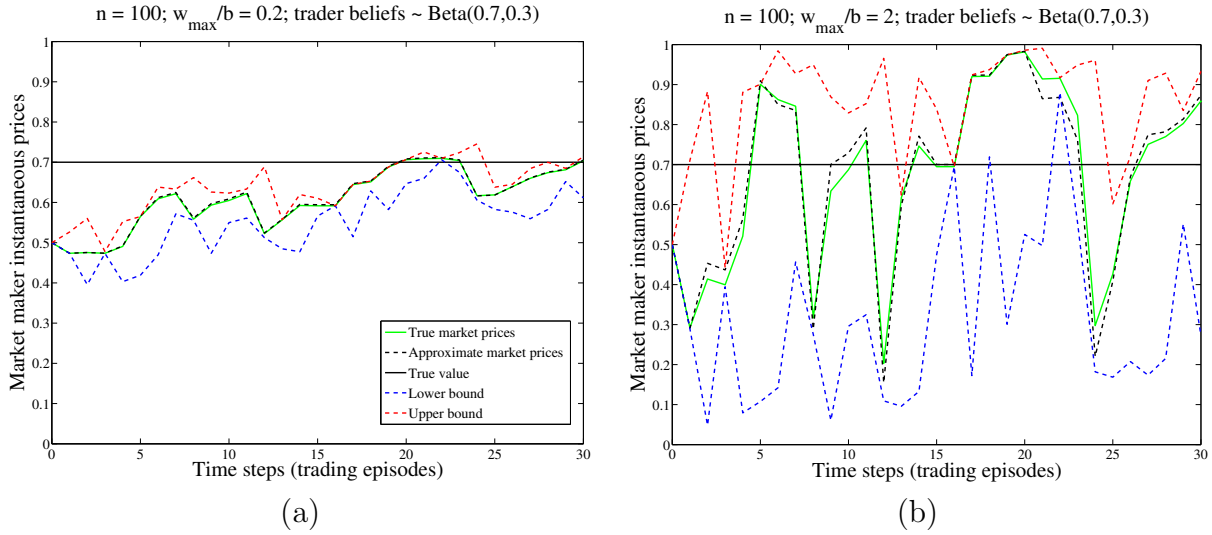 n = 100; w_max/b = 0.2; trader beliefs ~ Beta(0.7,0.3)
1
0.9
0.8
0.7
0.6
0.5
0.4
0.3
0.2
0.1
0
Market maker instantaneous prices
True market prices
Approximate market prices
True value
Lower bound
Upper bound
0 5 10 15 20 25 30
Time steps (trading episodes)
(a)
n = 100; w_max/b = 2; trader beliefs ~ Beta(0.7,0.3)
1
0.9
0.8
0.7
0.6
0.5
0.4
0.3
0.2
0.1
0
Market maker instantaneous prices
0 5 10 15 20 25 30
Time steps (trading episodes)
(b)